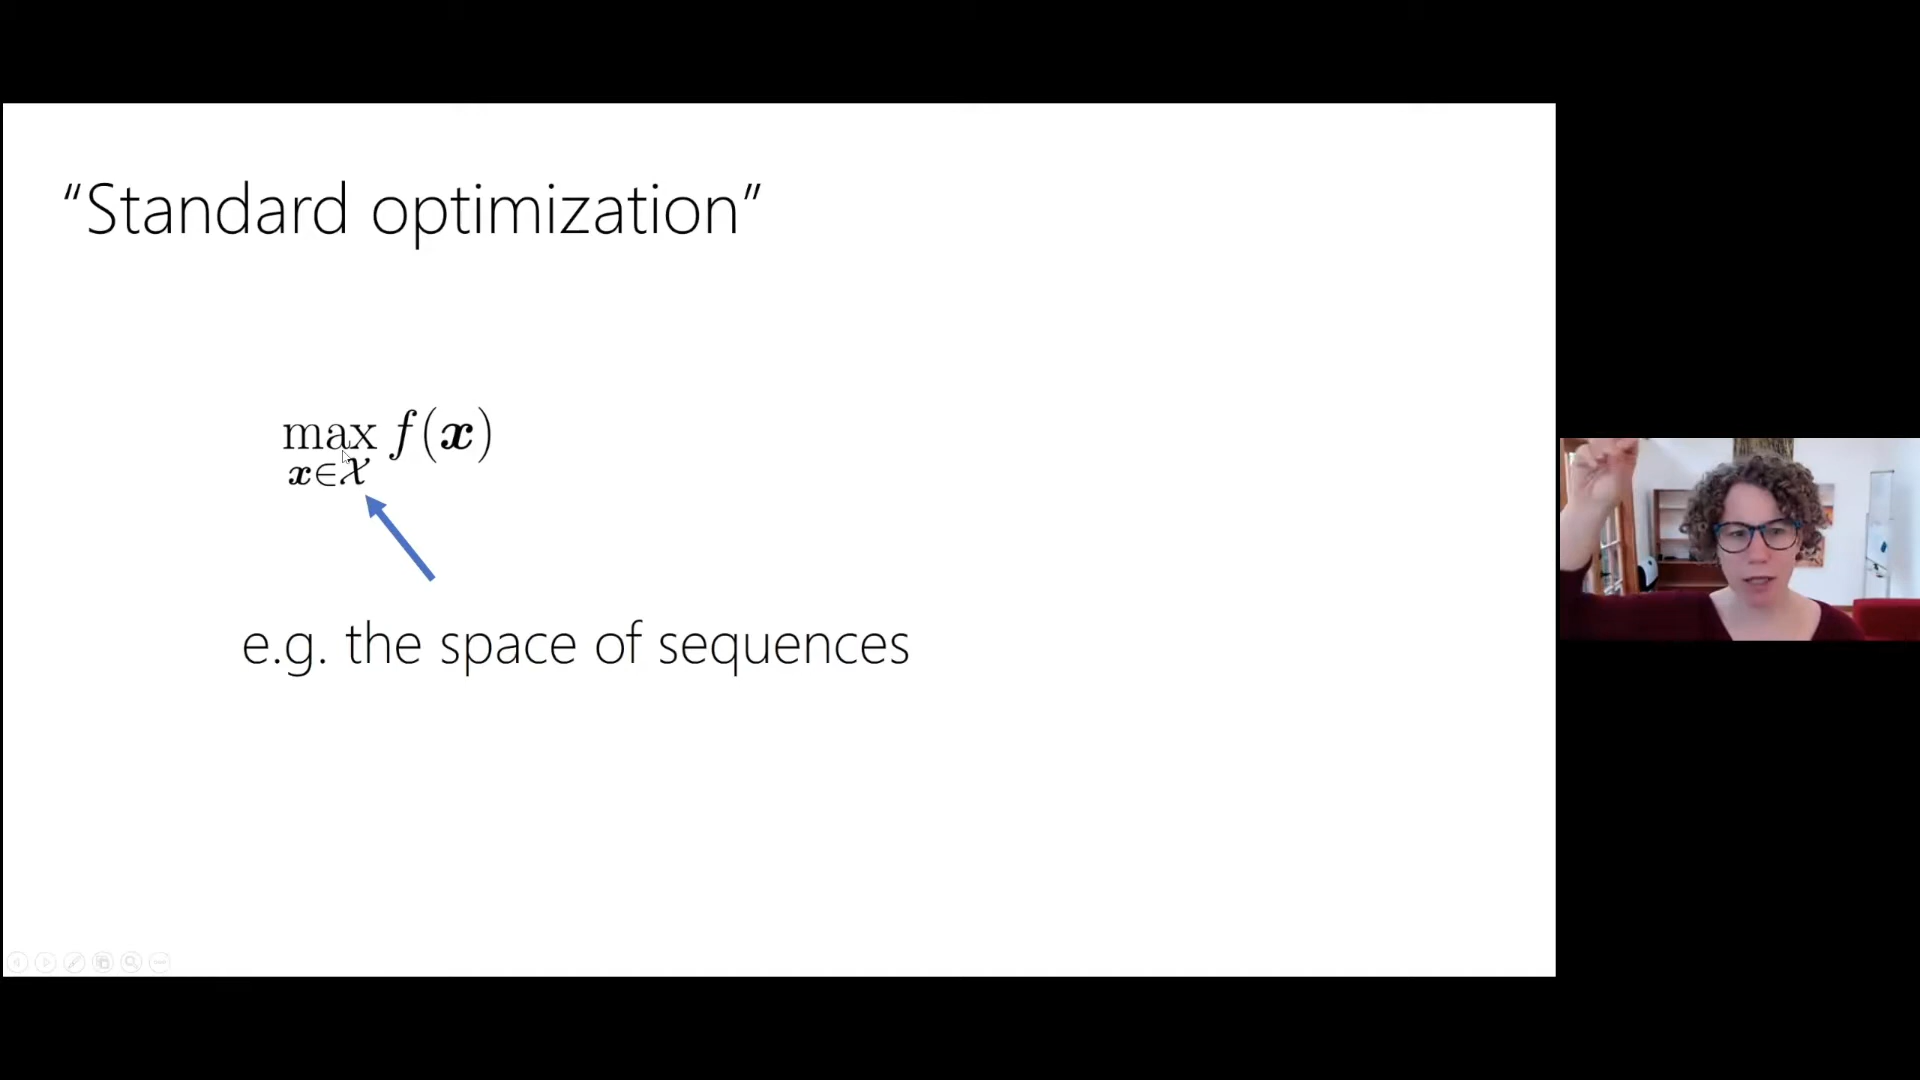 “Standard optimization”
max f(x)
x∈𝒳
e.g. the space of sequences